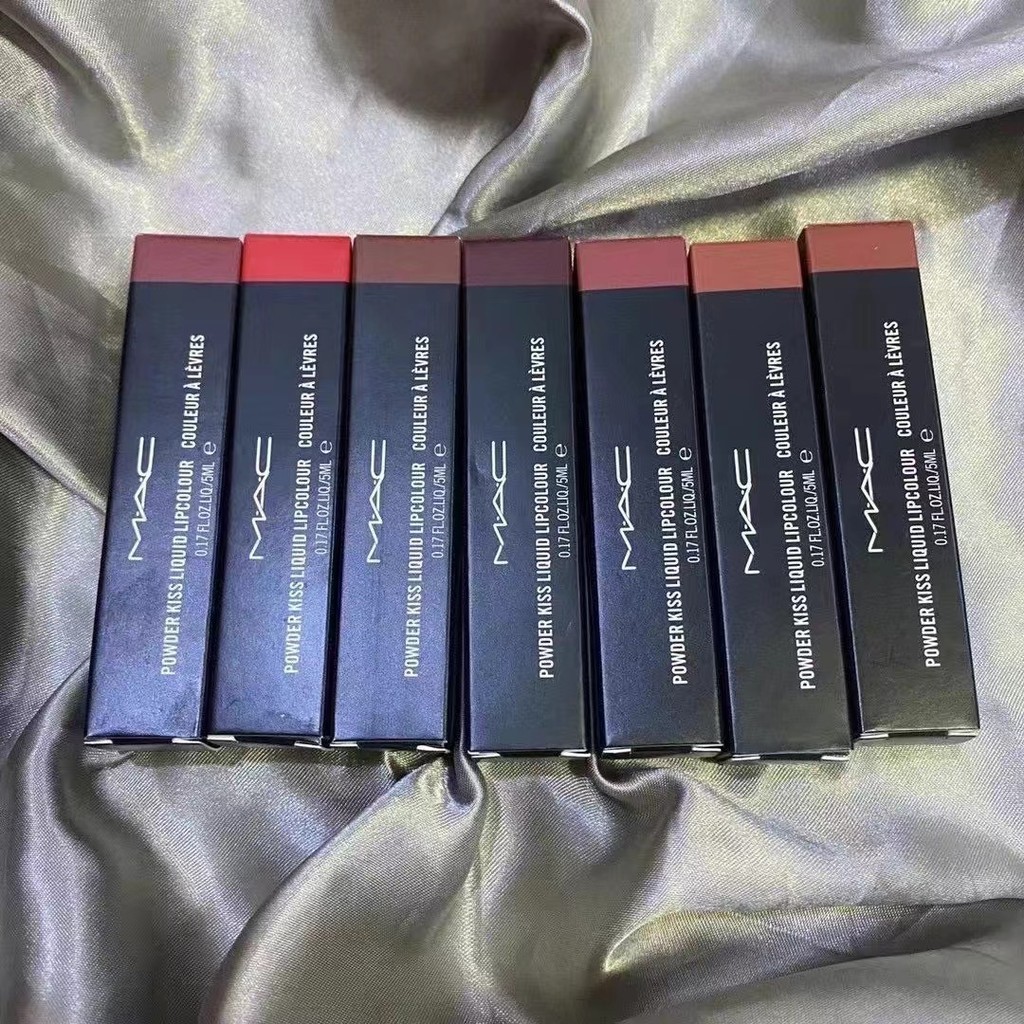 MAC
POWDER KISS LIQUID LIPCOLOUR COULEUR À LÈVRES
0.17 FL.OZ.LIQ/5ML ℮
MAC
POWDER KISS LIQUID LIPCOLOUR COULEUR À LÈVRES
0.17 FL.OZ.LIQ./5ML ℮
MAC
POWDER KISS LIQUID LIPCOLOUR COULEUR À LÈVRES
0.17 FL.OZ.LIQ./5ML ℮
MAC
POWDER KISS LIQUID LIPCOLOUR COULEUR À LÈVRES
0.17 FL.OZ.LIQ./5ML ℮
MAC
POWDER KISS LIQUID LIPCOLOUR COULEUR À LÈVRES
0.17 FL.OZ.LIQ./5ML ℮
MAC
POWDER KISS LIQUID LIPCOLOUR COULEUR À LÈVRES
0.17 FL.OZ.LIQ./5ML ℮
MAC
POWDER KISS LIQUID LIPCOLOUR COULEUR À LÈVRES
0.17 FL.OZ.LIQ./5ML ℮